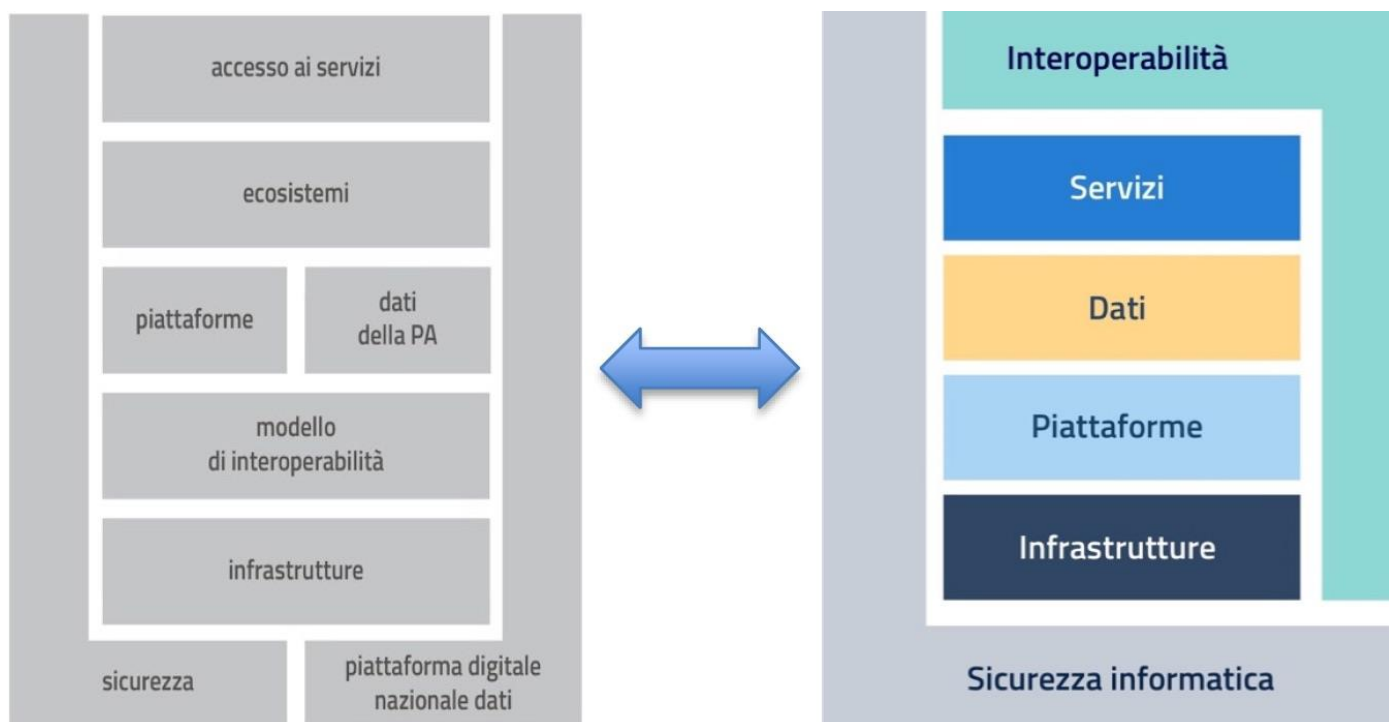 accesso ai servizi
ecosistemi
piattaforme
dati
della PA
modello
di interoperabilità
infrastrutture
sicurezza
piattaforma digitale
nazionale dati
Interoperabilità
Servizi
Dati
Piattaforme
Infrastrutture
Sicurezza informatica